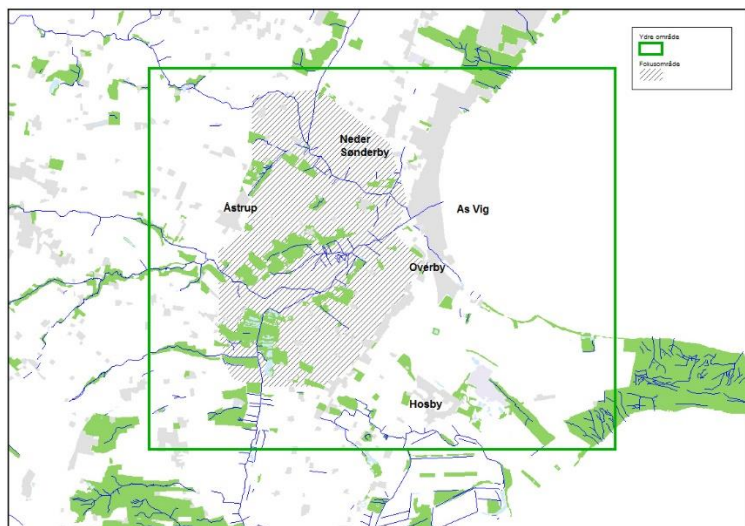 Ydre område
Fokusområde
Neder
Sønderby
Åstrup
As Vig
Overby
Hosby